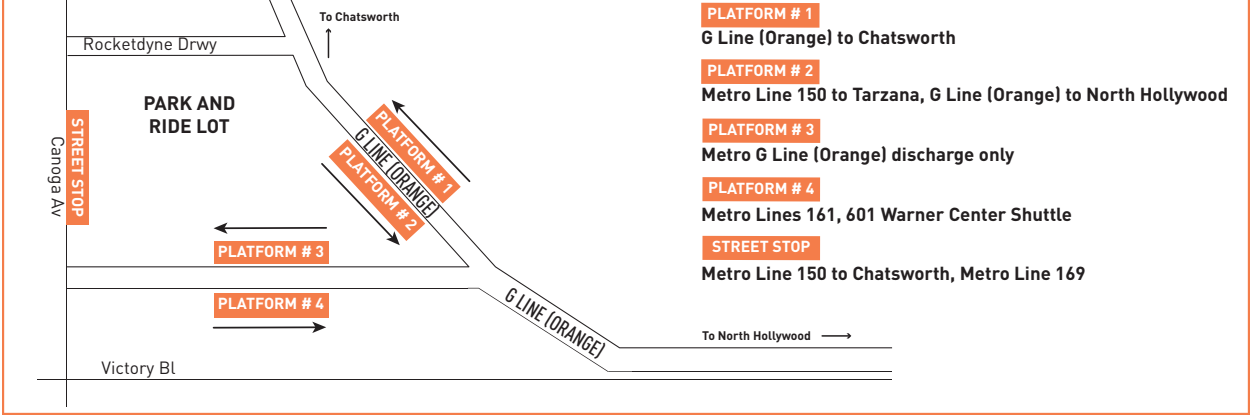 To Chatsworth
Rocketdyne Drwy
PARK AND
RIDE LOT
STREET STOP
Canoga Av
PLATFORM # 1
G LINE (ORANGE)
PLATFORM # 2
PLATFORM # 3
PLATFORM # 4
G LINE (ORANGE)
To North Hollywood
Victory Bl
PLATFORM # 1
G Line (Orange) to Chatsworth
PLATFORM # 2
Metro Line 150 to Tarzana, G Line (Orange) to North Hollywood
PLATFORM # 3
Metro G Line (Orange) discharge only
PLATFORM # 4
Metro Lines 161, 601 Warner Center Shuttle
STREET STOP
Metro Line 150 to Chatsworth, Metro Line 169